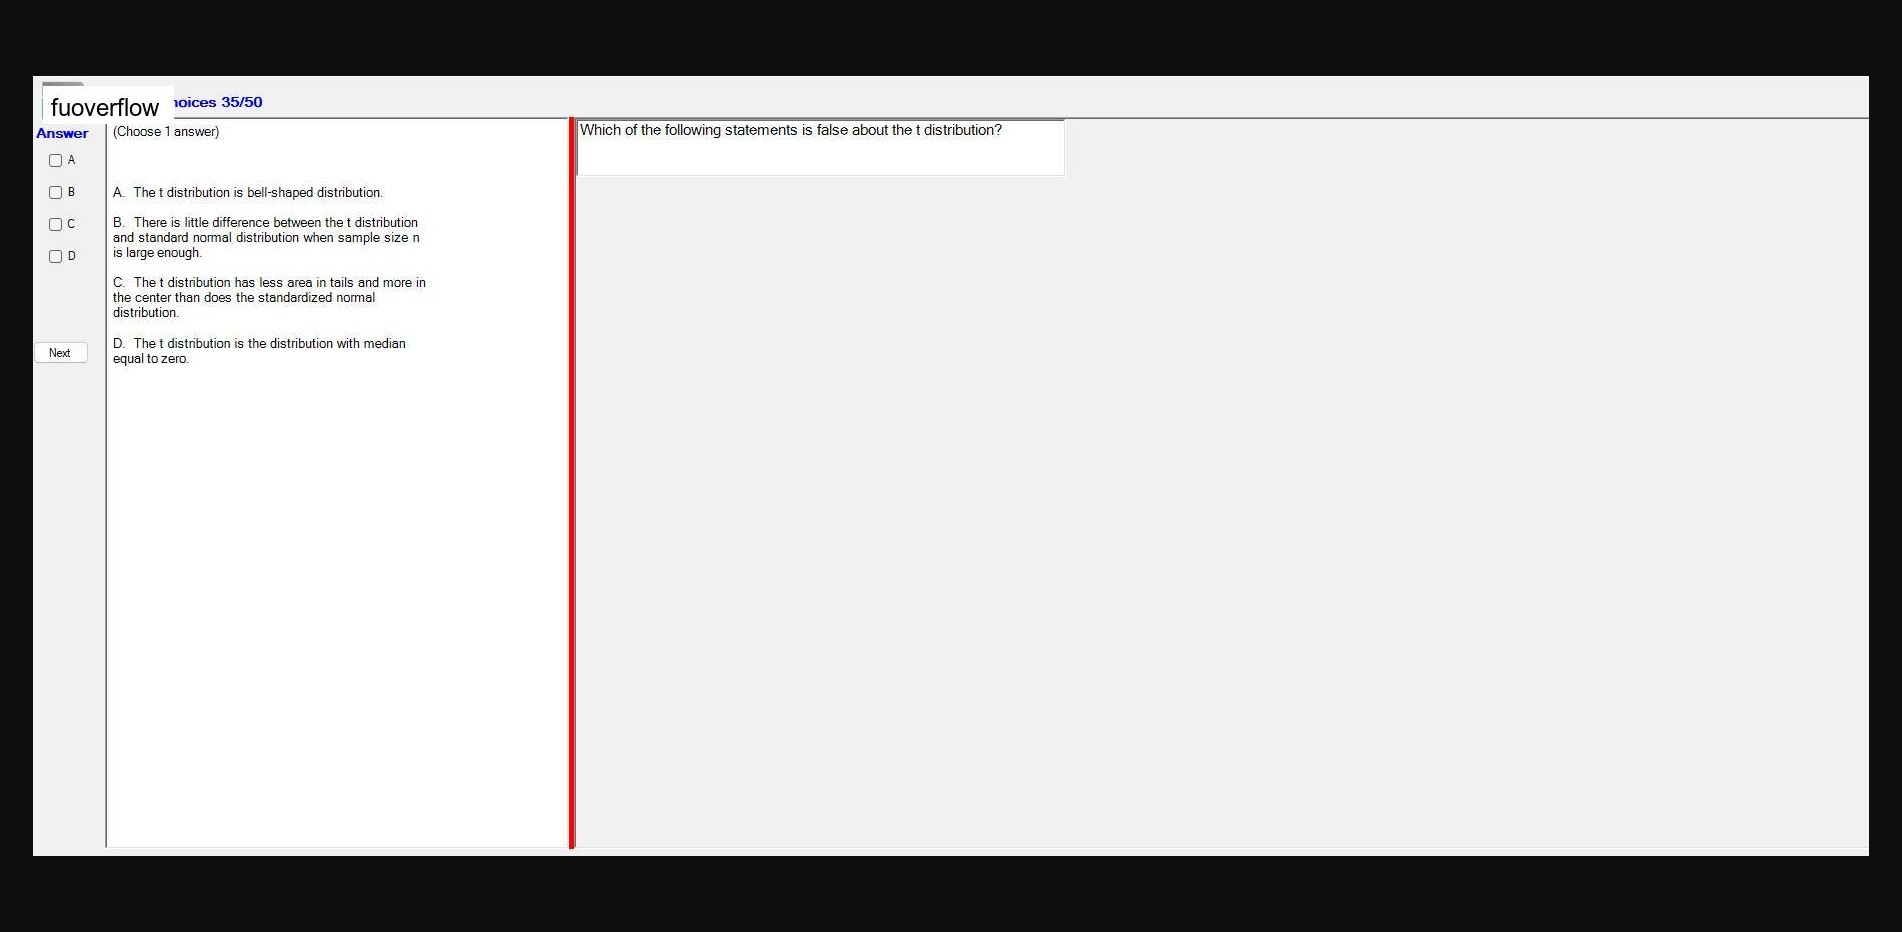 fuoverflow
hoices 35/50
Answer
(Choose 1 answer)
Which of the following statements is false about the t distribution?
A
B
C
D
A. The t distribution is bell-shaped distribution.
B. There is little difference between the t distribution
and standard normal distribution when sample size n
is large enough.
C. The t distribution has less area in tails and more in
the center than does the standardized normal
distribution.
D. The t distribution is the distribution with median
equal to zero.
Next